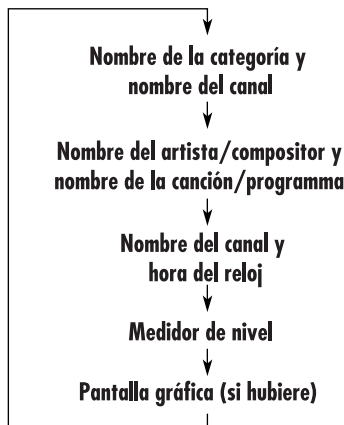 Nombre de la categoría y
nombre del canal
Nombre del artista/compositor y
nombre de la canción/programa
Nombre del canal y
hora del reloj
Medidor de nivel
Pantalla gráfica (si hubiere)